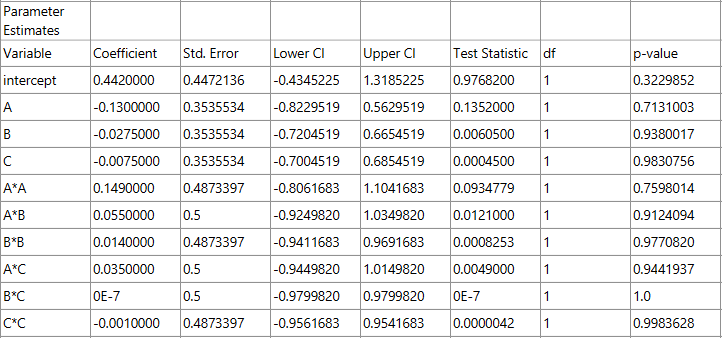 Parameter
Estimates
Variable Coefficient Std. Error Lower CI Upper CI Test Statistic df p-value
intercept 0.4420000 0.4472136 -0.4345225 1.3185225 0.9768200 1 0.3229852
A -0.1300000 0.3535534 -0.8229519 0.5629519 0.1352000 1 0.7131003
B -0.0275000 0.3535534 -0.7204519 0.6654519 0.0060500 1 0.9380017
C -0.0075000 0.3535534 -0.7004519 0.6854519 0.0004500 1 0.9830756
A*A 0.1490000 0.4873397 -0.8061683 1.1041683 0.0934779 1 0.7598014
A*B 0.0550000 0.5 -0.9249820 1.0349820 0.0121000 1 0.9124094
B*B 0.0140000 0.4873397 -0.9411683 0.9691683 0.0008253 1 0.9770820
A*C 0.0350000 0.5 -0.9449820 1.0149820 0.0049000 1 0.9441937
B*C 0E-7 0.5 -0.9799820 0.9799820 0E-7 1 1.0
C*C -0.0010000 0.4873397 -0.9561683 0.9541683 0.0000042 1 0.9983628